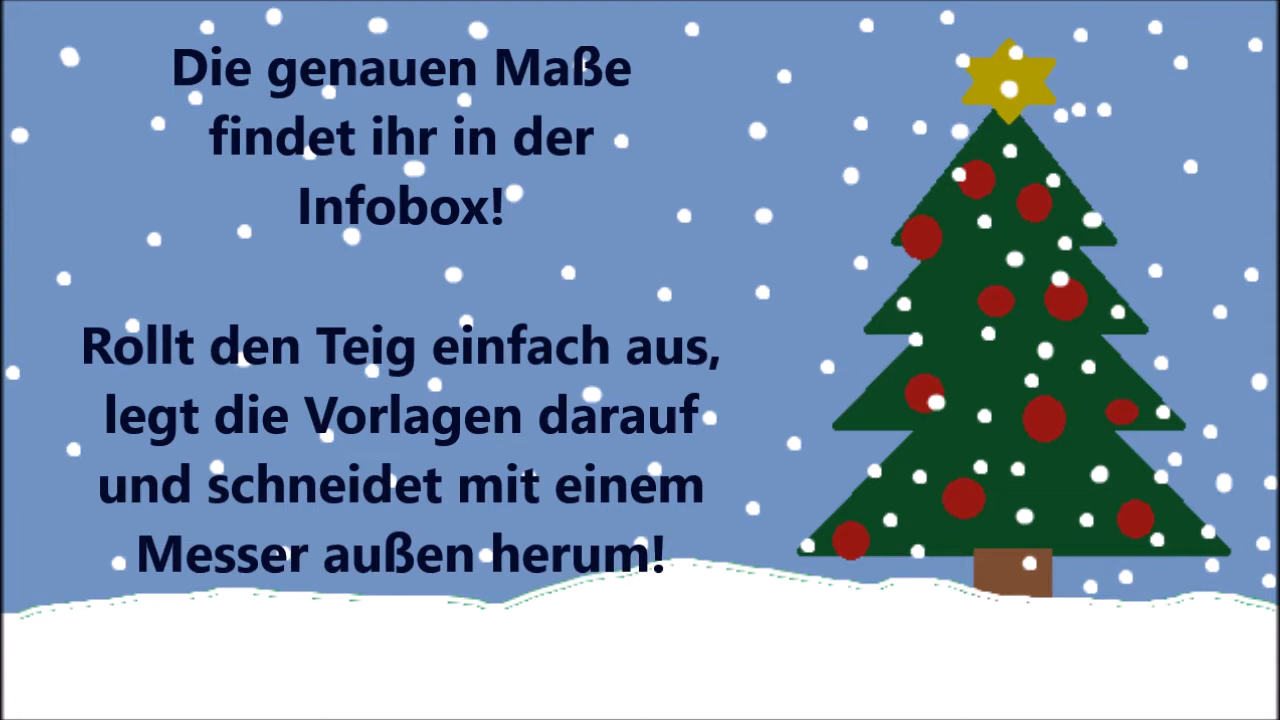 Die genauen Maße
findet ihr in der
Infobox!
Rollt den Teig einfach aus,
legt die Vorlagen darauf
und schneidet mit einem
Messer außen herum!